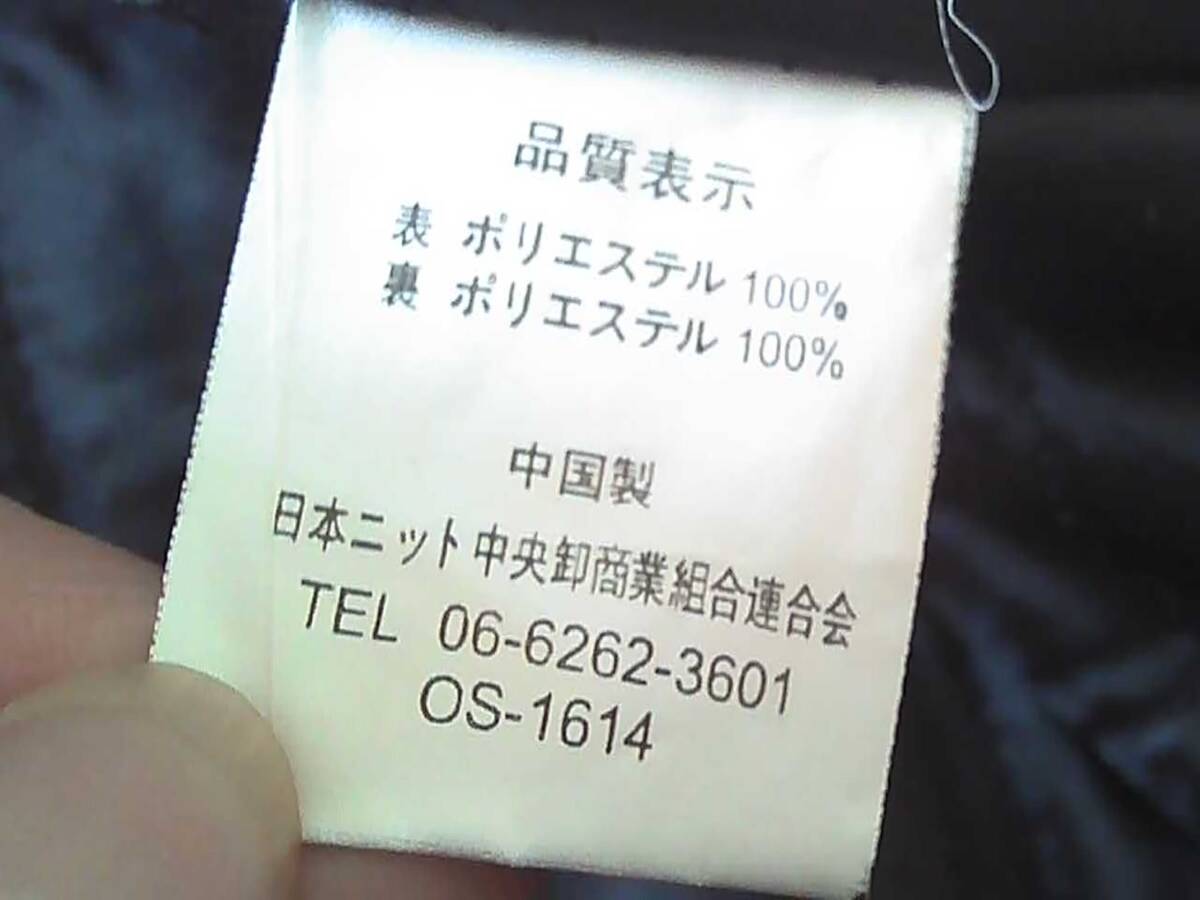 品質表示
表 ポリエステル 100%
裏 ポリエステル 100%
中国製
日本ニット中央卸商業組合連合会
TEL 06-6262-3601
OS-1614